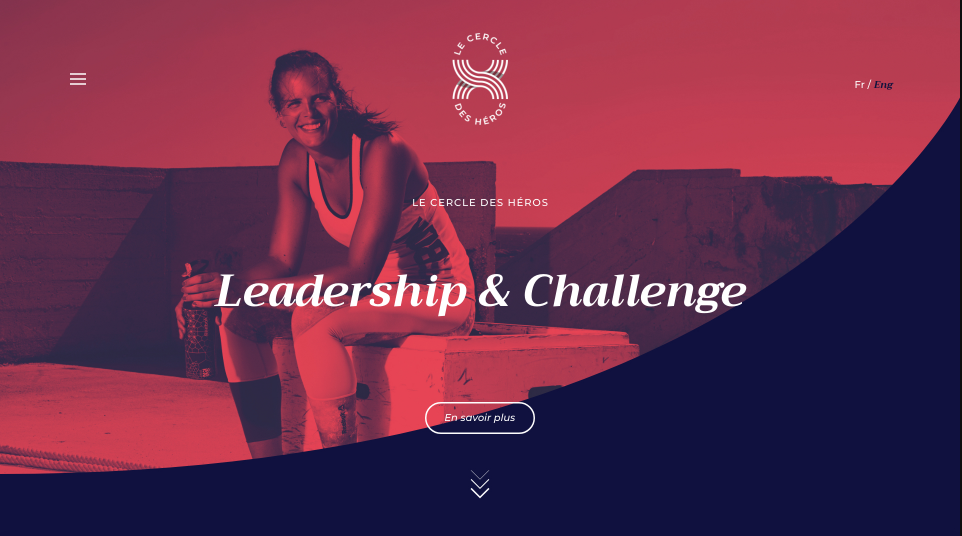 LE CERCLE
DES HÉROS
Fr / Eng
LE CERCLE DES HÉROS
Leadership & Challenge
En savoir plus